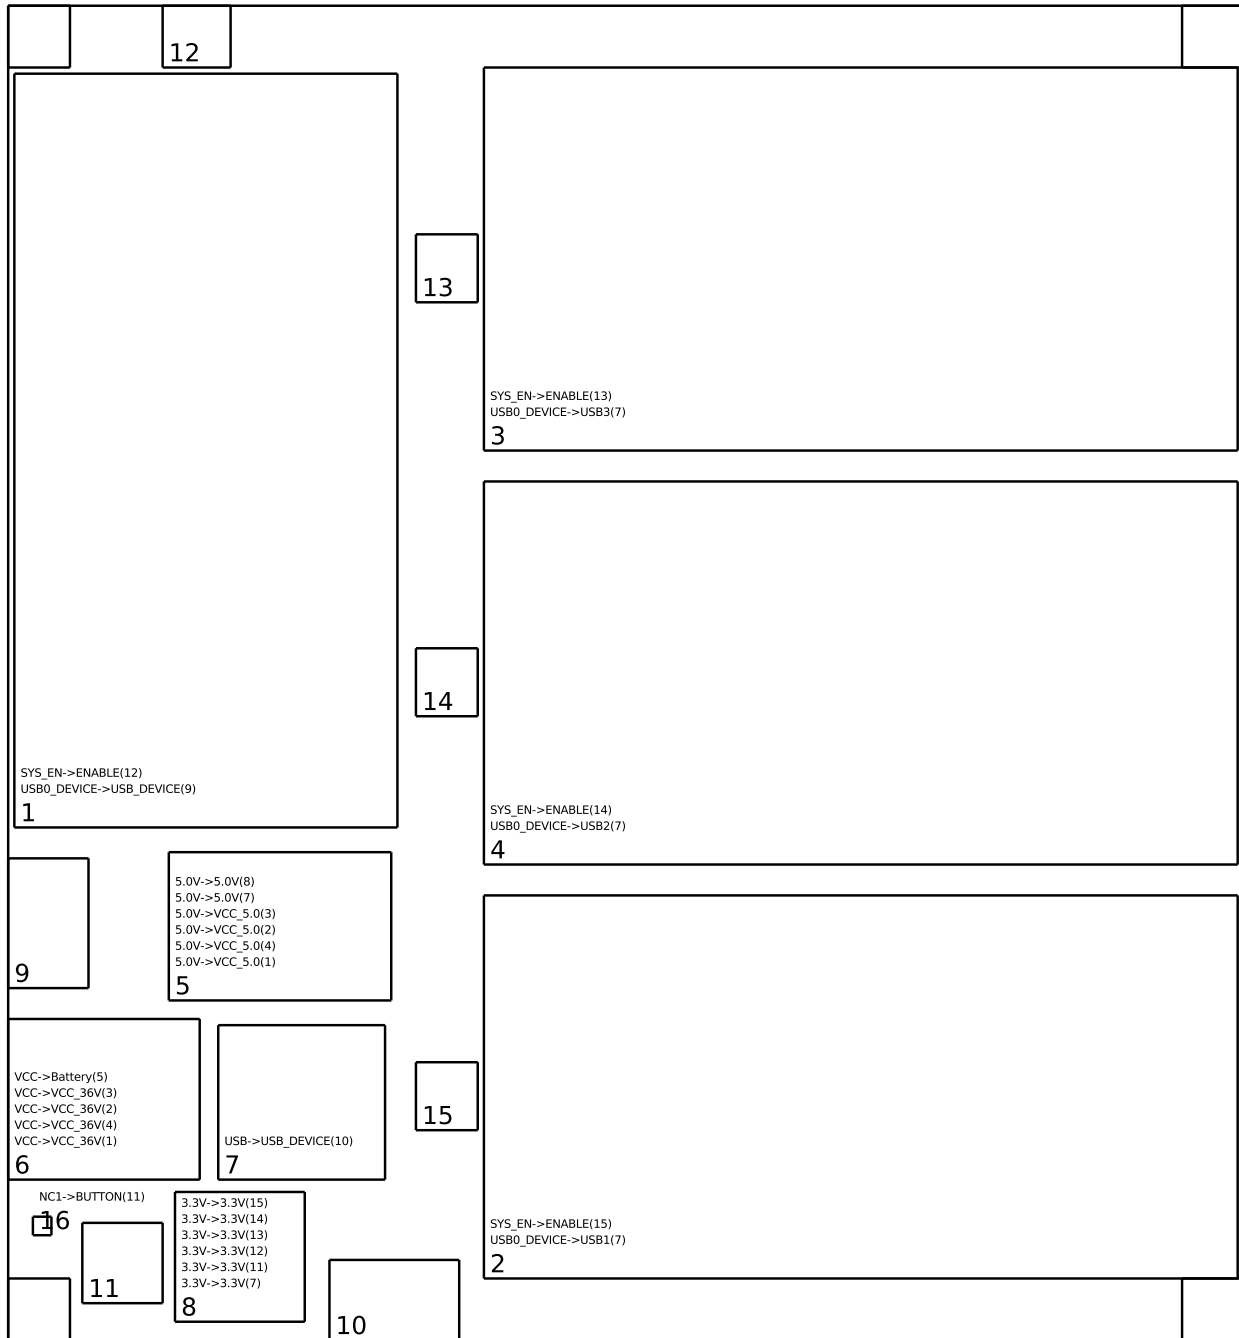 12
13
SYS_EN->ENABLE(13)
USB0_DEVICE->USB3(7)
3
14
SYS_EN->ENABLE(12)
USB0_DEVICE->USB_DEVICE(9)
1
SYS_EN->ENABLE(14)
USB0_DEVICE->USB2(7)
4
9
5.0V->5.0V(8)
5.0V->5.0V(7)
5.0V->VCC_5.0(3)
5.0V->VCC_5.0(2)
5.0V->VCC_5.0(4)
5.0V->VCC_5.0(1)
5
VCC->Battery(5)
VCC->VCC_36V(3)
VCC->VCC_36V(2)
VCC->VCC_36V(4)
VCC->VCC_36V(1)
6
USB->USB_DEVICE(10)
7
15
NC1->BUTTON(11)
16
11
3.3V->3.3V(15)
3.3V->3.3V(14)
3.3V->3.3V(13)
3.3V->3.3V(12)
3.3V->3.3V(11)
3.3V->3.3V(7)
8
SYS_EN->ENABLE(15)
USB0_DEVICE->USB1(7)
2
10